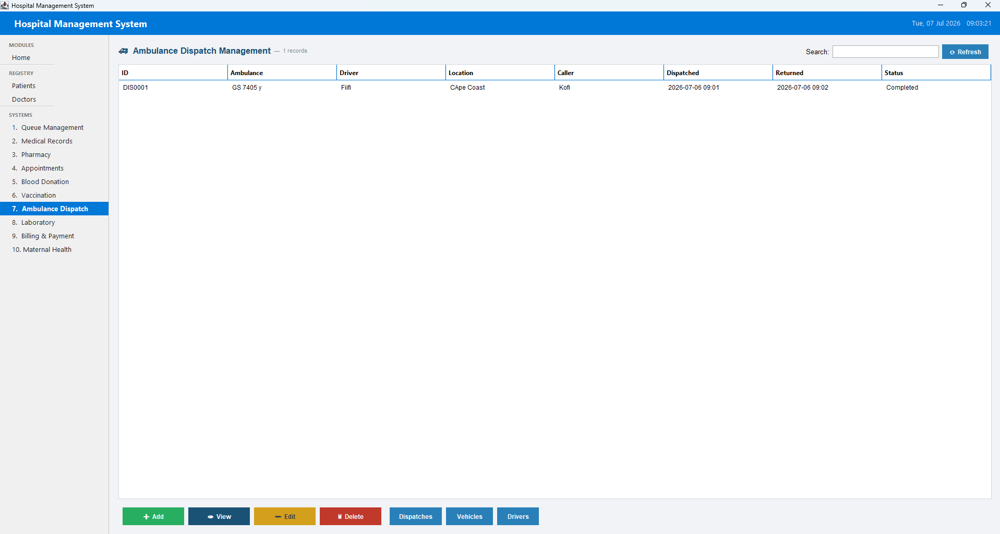 Hospital Management System
Hospital Management System
Tue, 07 Jul 2026 09:03:21
MODULES
Home
REGISTRY
Patients
Doctors
SYSTEMS
1. Queue Management
2. Medical Records
3. Pharmacy
4. Appointments
5. Blood Donation
6. Vaccination
7. Ambulance Dispatch
8. Laboratory
9. Billing & Payment
10. Maternal Health
Ambulance Dispatch Management — 1 records
Search: Refresh
ID Ambulance Driver Location Caller Dispatched Returned Status
DIS0001 GS 7405 y Fiifi CApe Coast Kofi 2026-07-06 09:01 2026-07-06 09:02 Completed
Add View Edit Delete Dispatches Vehicles Drivers